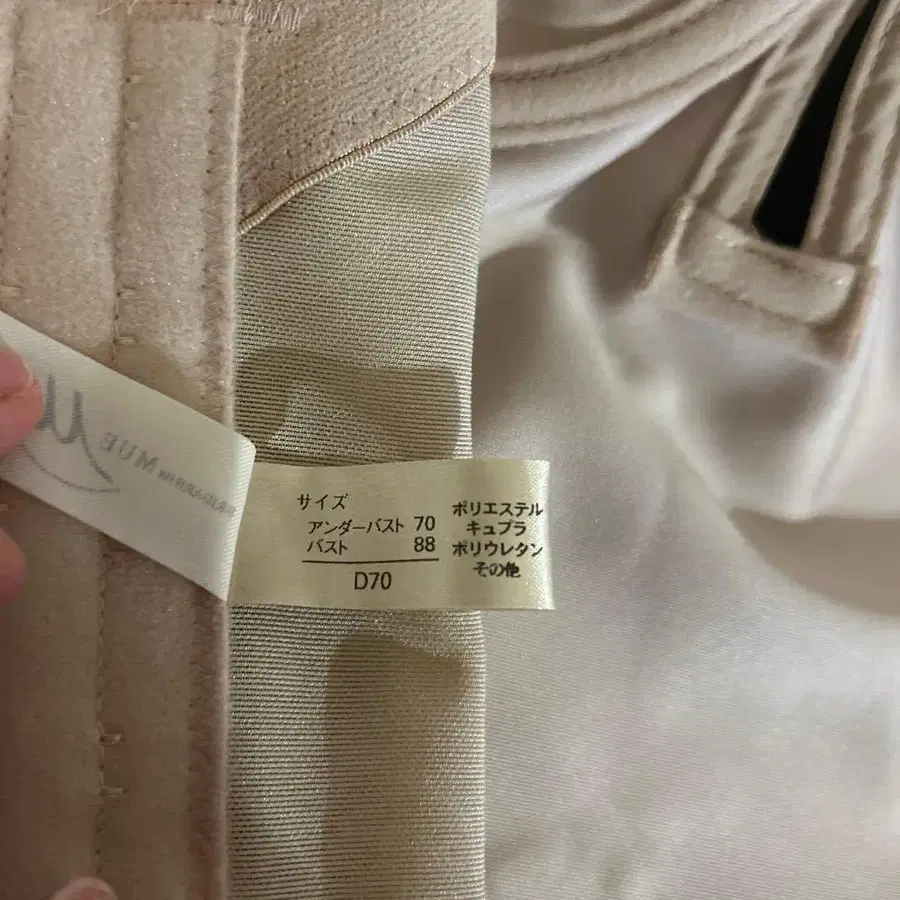 サイズ
アンダーバスト 70
バスト 88
D70
ポリエステル
キュプラ
ポリウレタン
その他
MUE